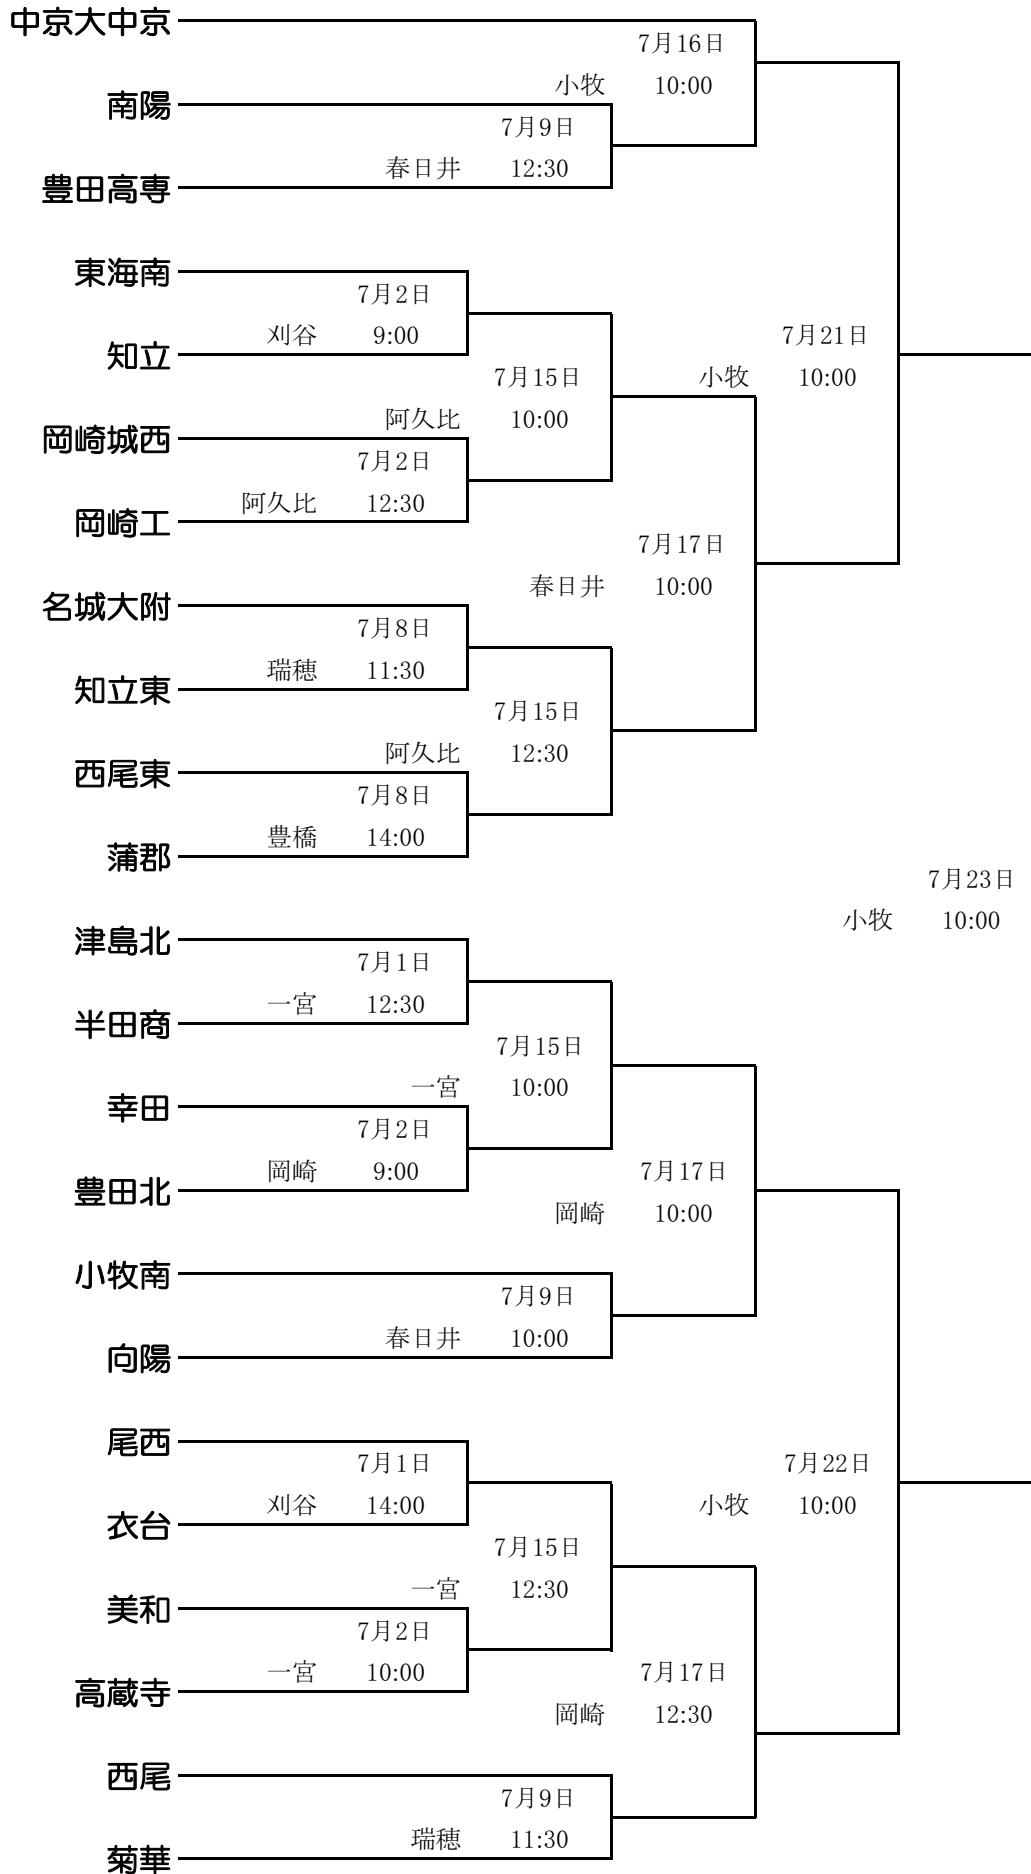 中京大中京
7月16日
小牧 10:00
南陽
7月9日
春日井 12:30
豊田高専
東海南
7月2日
刈谷 9:00
知立
7月21日
小牧 10:00
7月15日
阿久比 10:00
岡崎城西
7月2日
阿久比 12:30
岡崎工
7月17日
春日井 10:00
名城大附
7月8日
瑞穂 11:30
知立東
7月15日
阿久比 12:30
西尾東
7月8日
豊橋 14:00
蒲郡
7月23日
小牧 10:00
津島北
7月1日
一宮 12:30
半田商
7月15日
一宮 10:00
幸田
7月2日
岡崎 9:00
豊田北
7月17日
岡崎 10:00
小牧南
7月9日
春日井 10:00
向陽
尾西
7月1日
刈谷 14:00
衣台
7月22日
小牧 10:00
7月15日
一宮 12:30
美和
7月2日
一宮 10:00
高蔵寺
7月17日
岡崎 12:30
西尾
7月9日
瑞穂 11:30
菊華